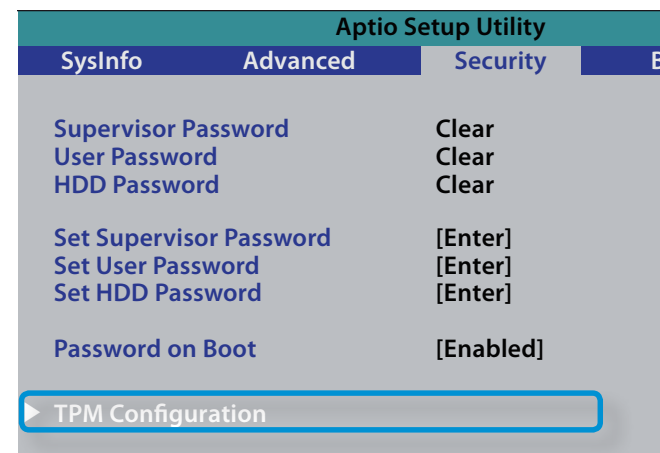 Aptio Setup Utility
SysInfo Advanced Security B
Supervisor Password Clear
User Password Clear
HDD Password Clear
Set Supervisor Password [Enter]
Set User Password [Enter]
Set HDD Password [Enter]
Password on Boot [Enabled]
TPM Configuration